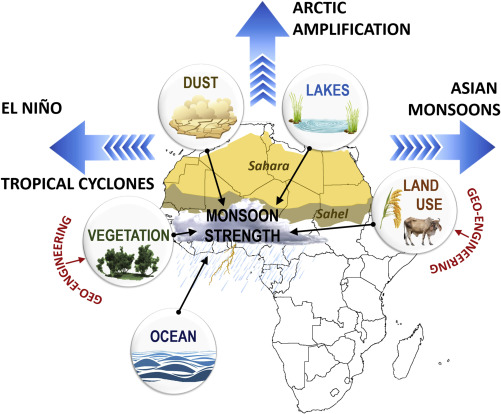 ARCTIC
AMPLIFICATION
DUST
LAKES
EL NIÑO
ASIAN
MONSOONS
TROPICAL CYCLONES
Sahara
LAND
USE
Sahel
MONSOON
STRENGTH
VEGETATION
GEO-ENGINEERING
GEO-ENGINEERING
OCEAN